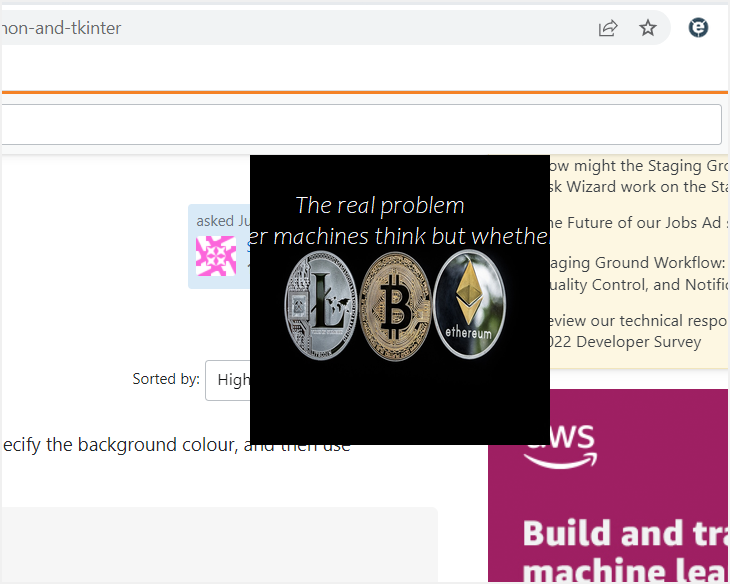 non-and-tkinter
asked Ju
The real problem
er machines think but whethe
L
B
ethereum
Sorted by:
High
ecify the background colour, and then use
ow might the Staging Gro
sk Wizard work on the Sta
he Future of our Jobs Ad s
aging Ground Workflow:
uality Control, and Notific
eview our technical respo
022 Developer Survey
aws
Build and tra
machine lea